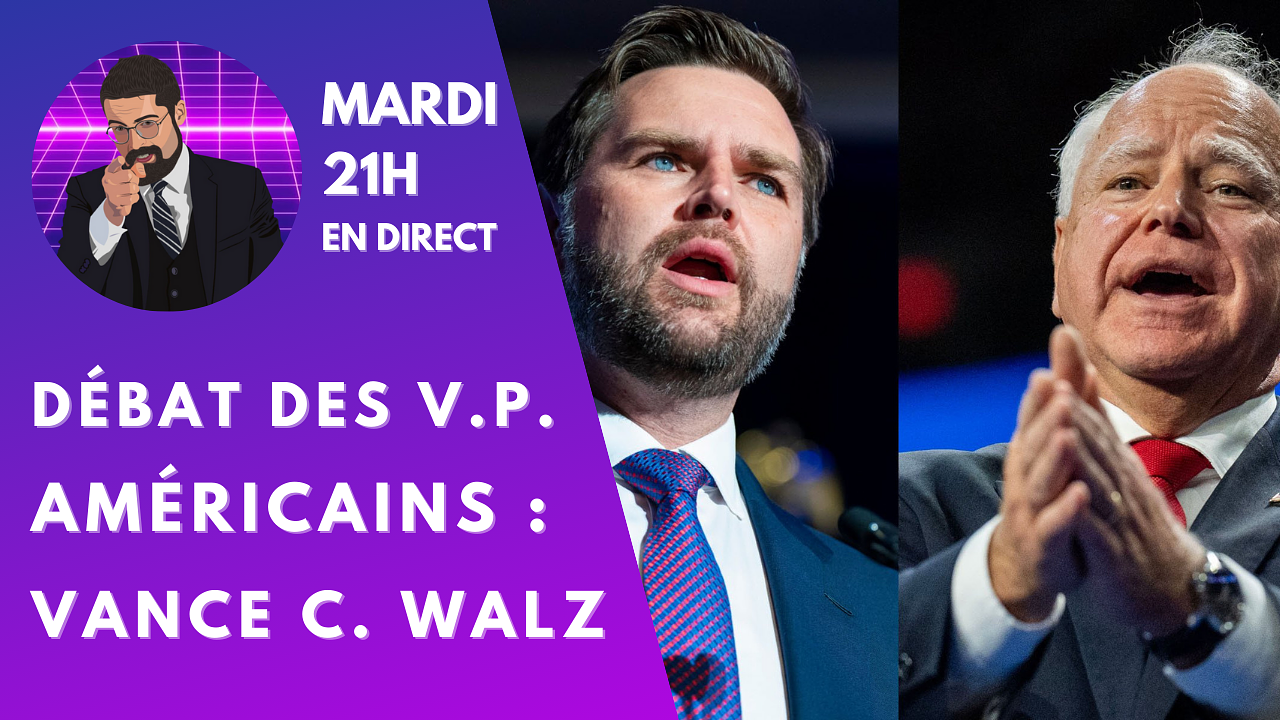 MARDI
21H
EN DIRECT
DÉBAT DES V.P.
AMÉRICAINS :
VANCE C. WALZ